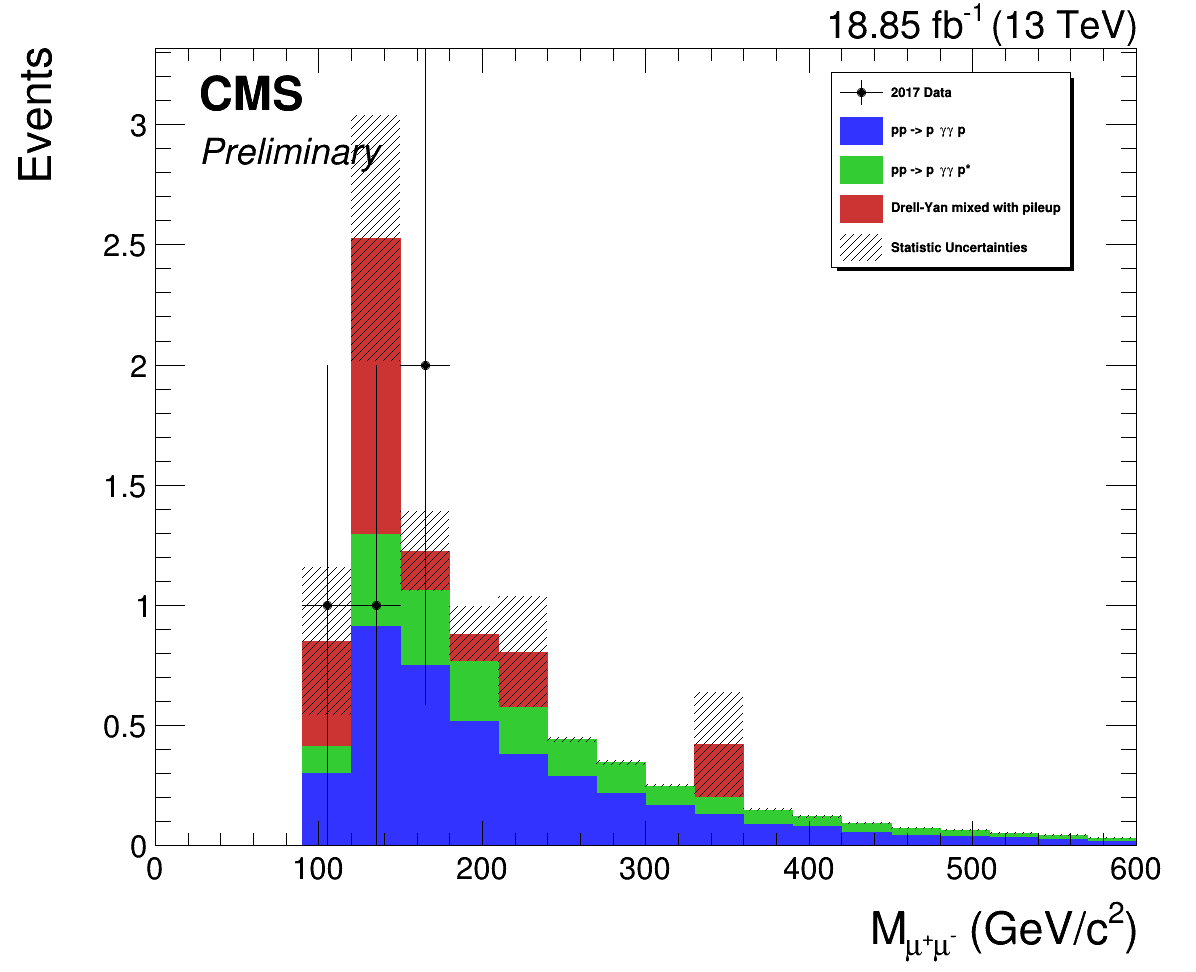 18.85 fb⁻¹ (13 TeV)
Events
CMS
Preliminary
2017 Data
pp -> p γγ p
pp -> p γγ p*
Drell-Yan mixed with pileup
Statistic Uncertainties
3
2.5
2
1.5
1
0.5
0
0 100 200 300 400 500 600
M_μ⁺μ⁻ (GeV/c²)